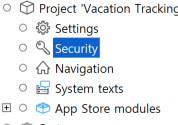 Project 'Vacation Tracking
Settings
Security
Navigation
System texts
App Store modules